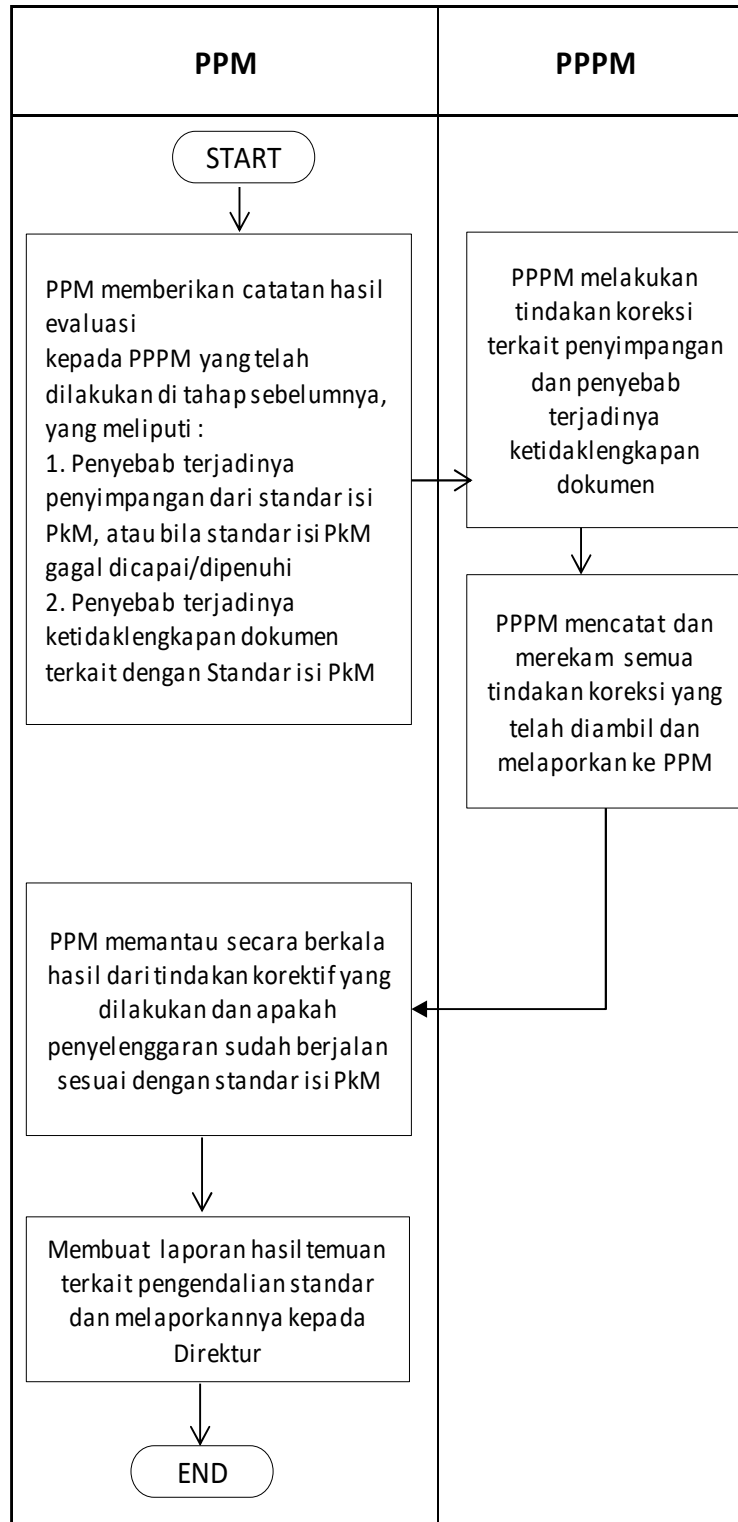 PPM
PPPM
START
PPM memberikan catatan hasil
evaluasi
kepada PPPM yang telah
dilakukan di tahap sebelumnya,
yang meliputi :
1. Penyebab terjadinya
penyimpangan dari standar isi
PkM, atau bila standar isi PkM
gagal dicapai/dipenuhi
2. Penyebab terjadinya
ketidaklengkapan dokumen
terkait dengan Standar isi PkM
PPPM melakukan
tindakan koreksi
terkait penyimpangan
dan penyebab
terjadinya
ketidaklengkapan
dokumen
PPPM mencatat dan
merekam semua
tindakan koreksi yang
telah diambil dan
melaporkan ke PPM
PPM memantau secara berkala
hasil dari tindakan korektif yang
dilakukan dan apakah
penyelenggaran sudah berjalan
sesuai dengan standar isi PkM
Membuat laporan hasil temuan
terkait pengendalian standar
dan melaporkannya kepada
Direktur
END